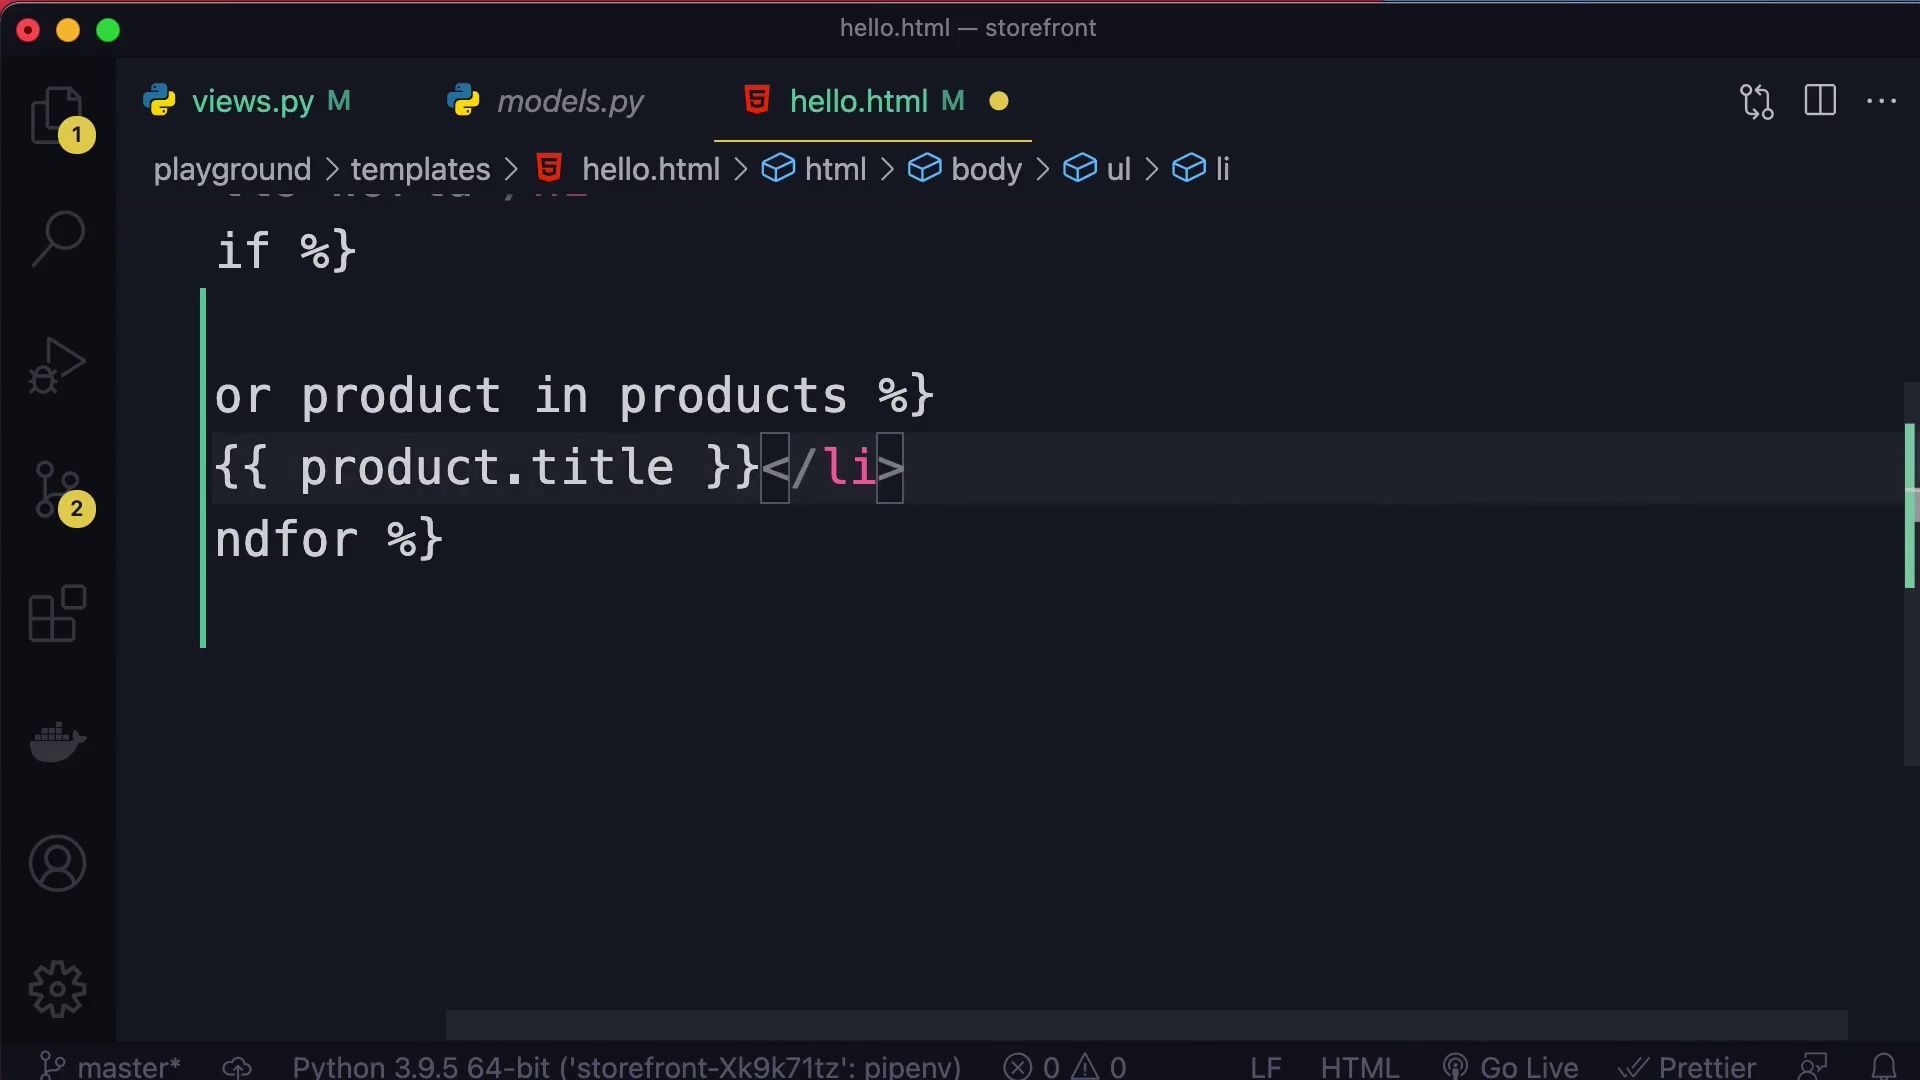 hello.html — storefront
views.py M models.py hello.html M
playground > templates > hello.html > html > body > ul > li
if %}
or product in products %}
{{ product.title }}</li>
ndfor %}
1
2
master* Python 3.9.5 64-bit ('storefront-Xk9k71tz': pipenv) 0 0 LF HTML Go Live Prettier